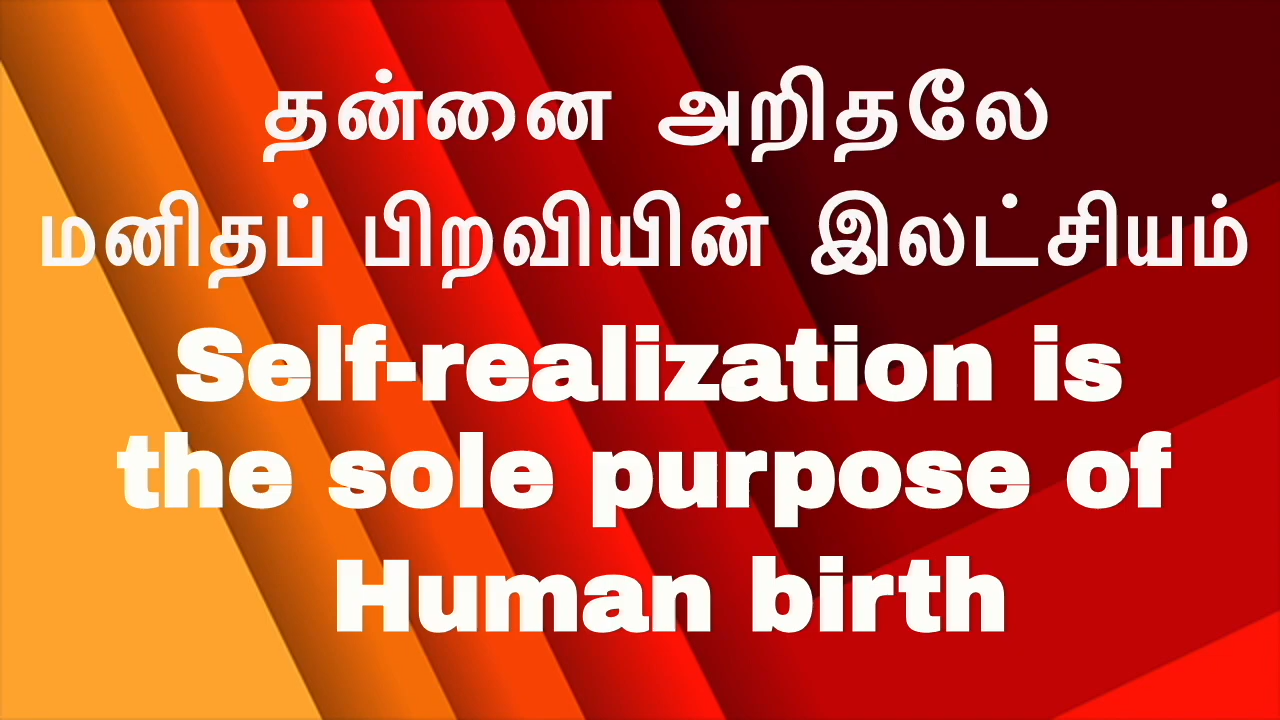 தன்னை அறிதலே
மனிதப் பிறவியின் இலட்சியம்
Self-realization is
the sole purpose of
Human birth